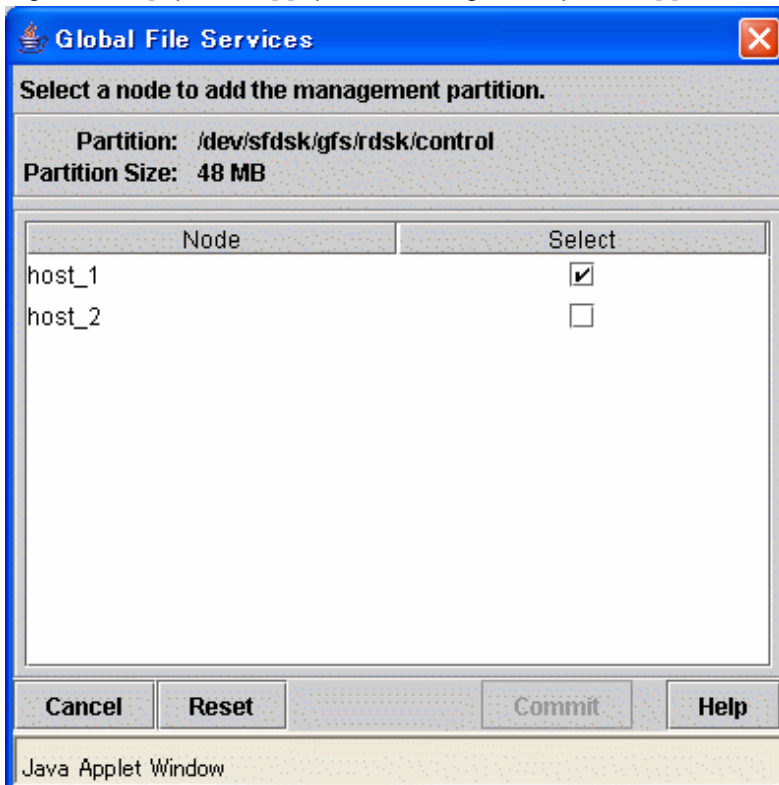 Global File Services
Select a node to add the management partition.
Partition: /dev/sfdsk/gfs/rdsk/control
Partition Size: 48 MB
Node Select
host_1
host_2
Cancel Reset Commit Help
Java Applet Window